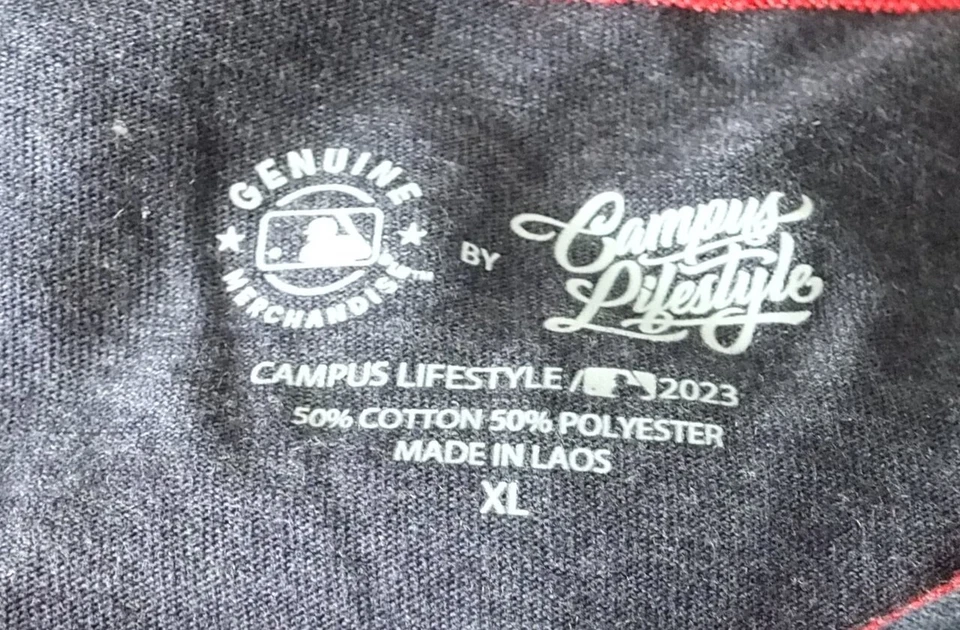 GENUINE
MERCHANDISE
BY
Campus
Lifestyle
CAMPUS LIFESTYLE / 2023
50% COTTON 50% POLYESTER
MADE IN LAOS
XL